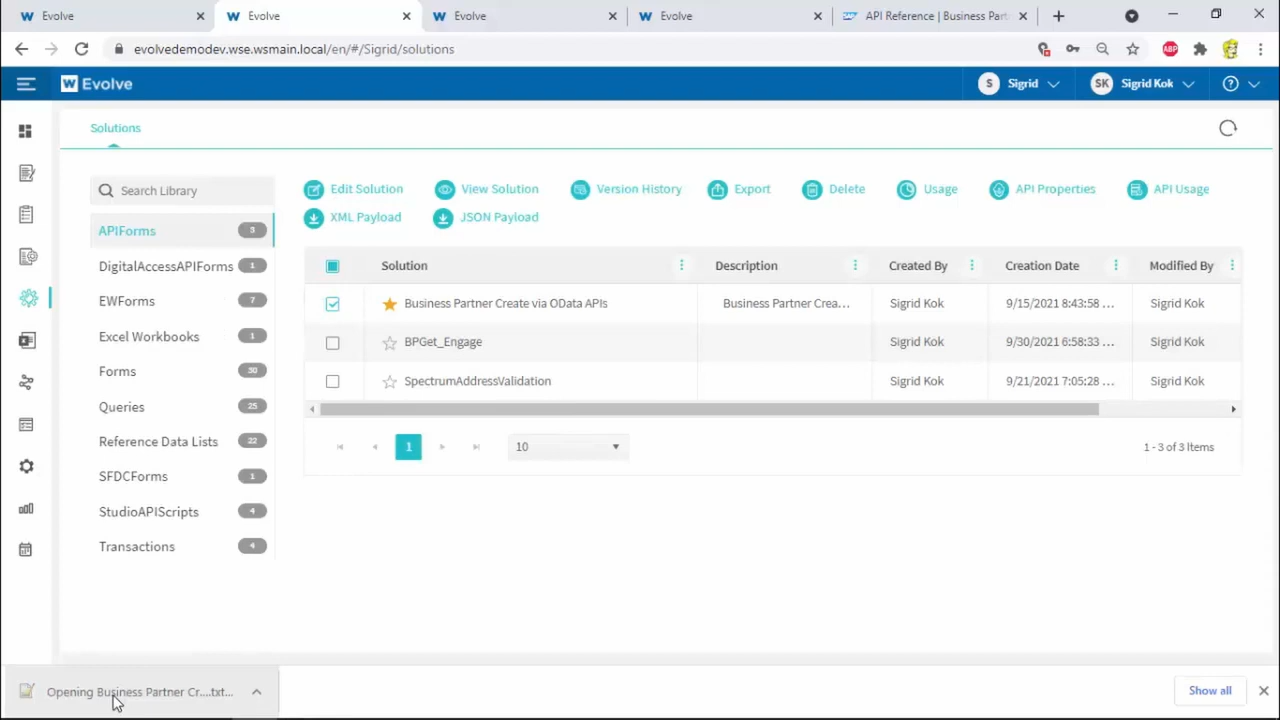 Evolve
Evolve
Evolve
Evolve
API Reference | Business Part
evolvedemodev.wse.wsmain.local/en/#/Sigrid/solutions
ABP
W Evolve
S Sigrid
SK Sigrid Kok
Solutions
Search Library
Edit Solution
View Solution
Version History
Export
Delete
Usage
API Properties
API Usage
XML Payload
JSON Payload
APIForms 3
DigitalAccessAPIForms 1
EWForms 7
Excel Workbooks 1
Forms 30
Queries 25
Reference Data Lists 22
SFDCForms 1
StudioAPIScripts 4
Transactions 4
Solution Description Created By Creation Date Modified By
Business Partner Create via OData APIs Business Partner Crea... Sigrid Kok 9/15/2021 8:43:58 ... Sigrid Kok
BPGet_Engage Sigrid Kok 9/30/2021 6:58:33 ... Sigrid Kok
SpectrumAddressValidation Sigrid Kok 9/21/2021 7:05:28 ... Sigrid Kok
1
10
1 - 3 of 3 Items
Opening Business Partner Cr....txt...
Show all